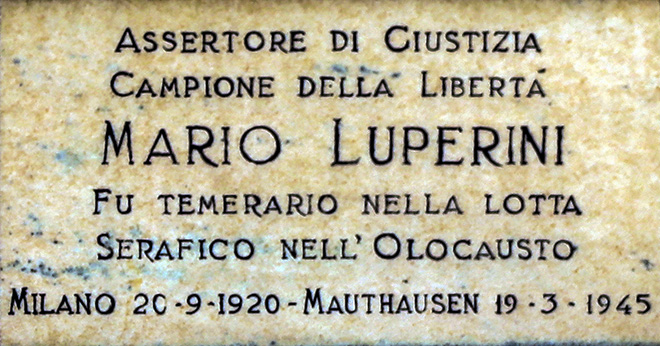 ASSERTORE DI GIUSTIZIA
CAMPIONE DELLA LIBERTÁ
MARIO LUPERINI
FU TEMERARIO NELLA LOTTA
SERAFICO NELL' OLOCAUSTO
MILANO 20-9-1920-MAUTHAUSEN 19-3-1945